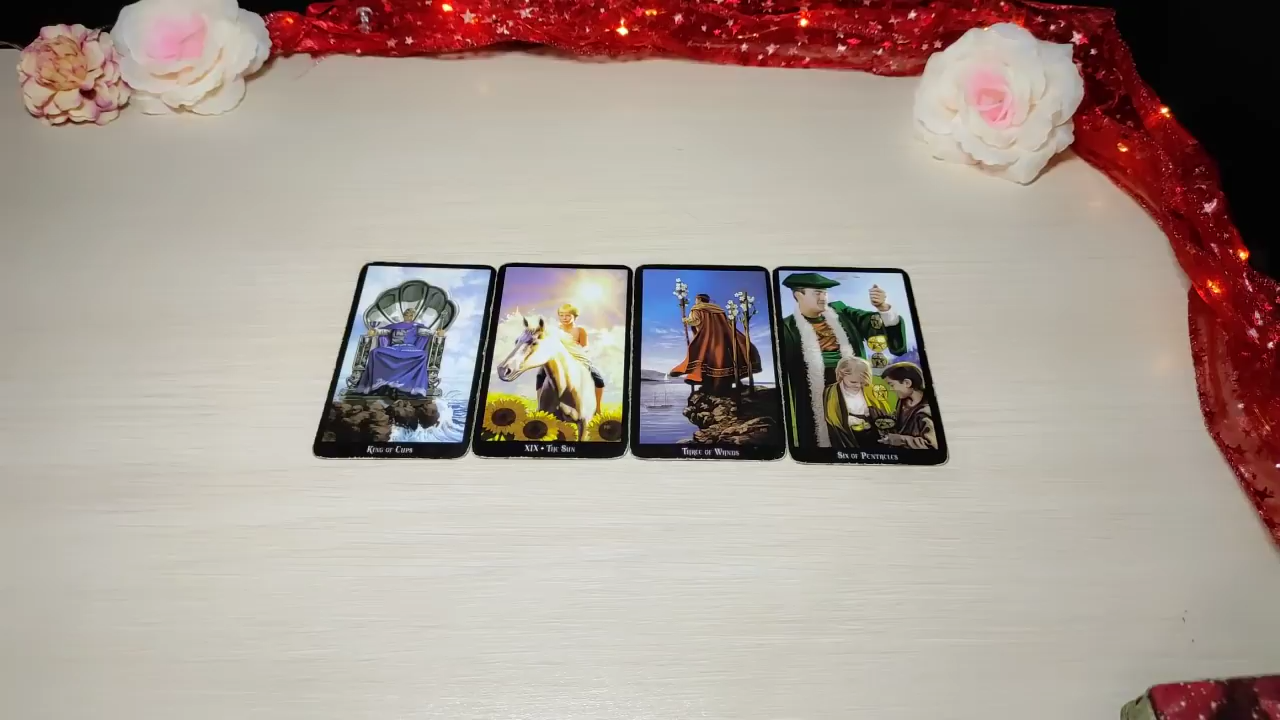 King of Cups
XIX • The Sun
Three of Wands
Six of Pentacles